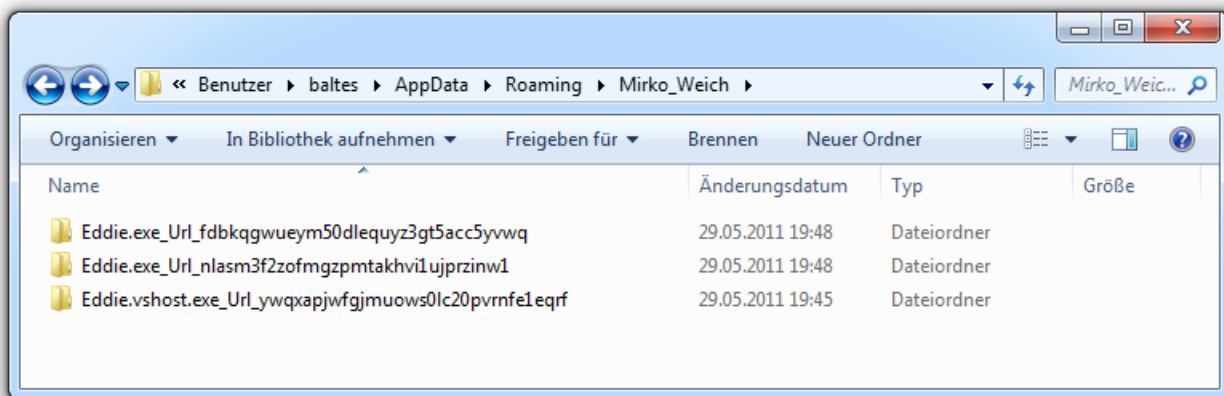 « Benutzer ▸ baltes ▸ AppData ▸ Roaming ▸ Mirko_Weich ▸ Mirko_Weic...
Organisieren In Bibliothek aufnehmen Freigeben für Brennen Neuer Ordner
Name Änderungsdatum Typ Größe
Eddie.exe_Url_fdbkqgwueym50dlequyz3gt5acc5yvwq 29.05.2011 19:48 Dateiordner
Eddie.exe_Url_nlasm3f2zofmgzpmtakhvi1ujprzinw1 29.05.2011 19:48 Dateiordner
Eddie.vshost.exe_Url_ywqxapjwfgjmuows0lc20pvrnfe1eqrf 29.05.2011 19:45 Dateiordner